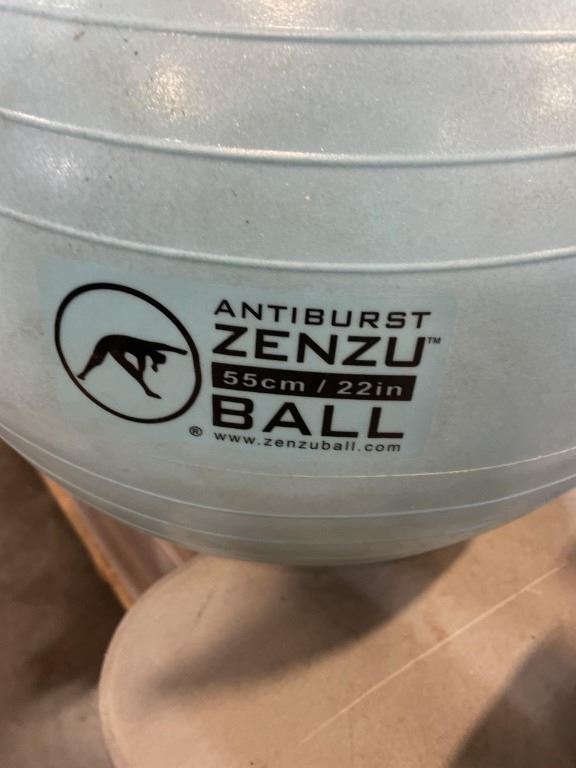 ANTIBURST
ZENZU™
55cm / 22in
BALL
® www.zenzuball.com